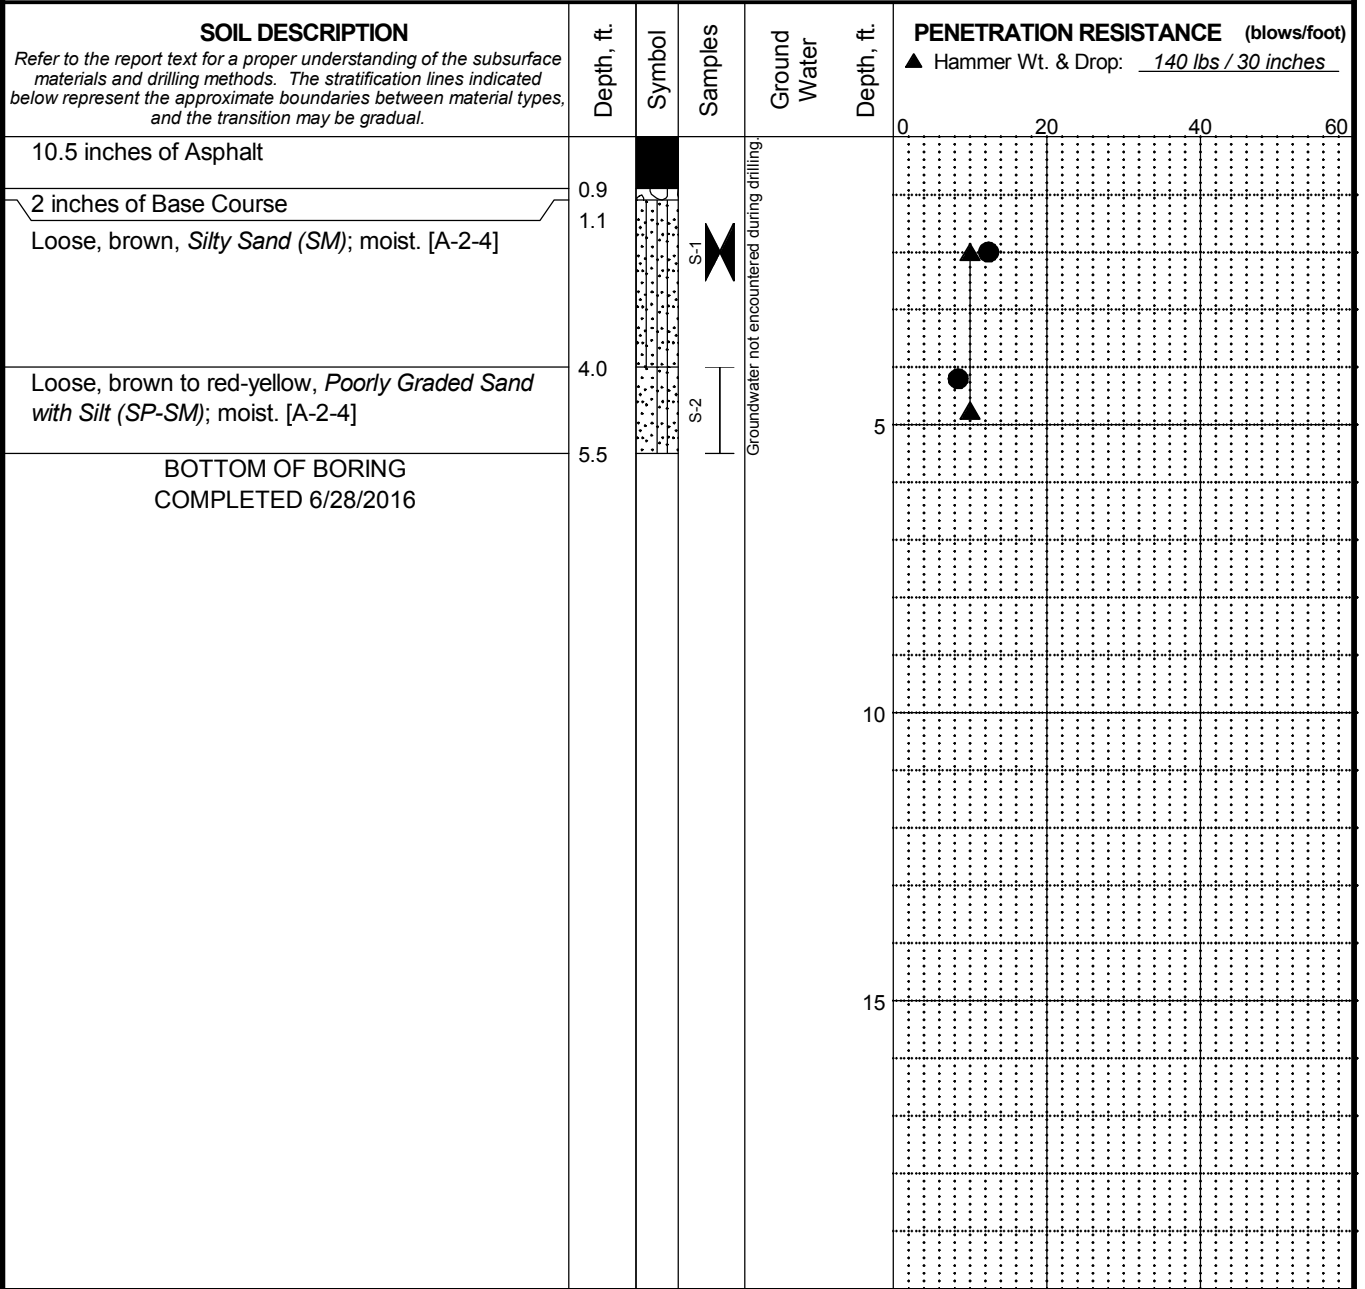 SOIL DESCRIPTION
Refer to the report text for a proper understanding of the subsurface
materials and drilling methods. The stratification lines indicated
below represent the approximate boundaries between material types,
and the transition may be gradual.
Depth, ft.
Symbol
Samples
Ground
Water
Depth, ft.
PENETRATION RESISTANCE (blows/foot)
▲ Hammer Wt. & Drop: 140 lbs / 30 inches
0 20 40 60
10.5 inches of Asphalt
0.9
2 inches of Base Course
1.1
Loose, brown, Silty Sand (SM); moist. [A-2-4]
S-1
Groundwater not encountered during drilling.
4.0
Loose, brown to red-yellow, Poorly Graded Sand
with Silt (SP-SM); moist. [A-2-4]
S-2
5
5.5
BOTTOM OF BORING
COMPLETED 6/28/2016
10
15